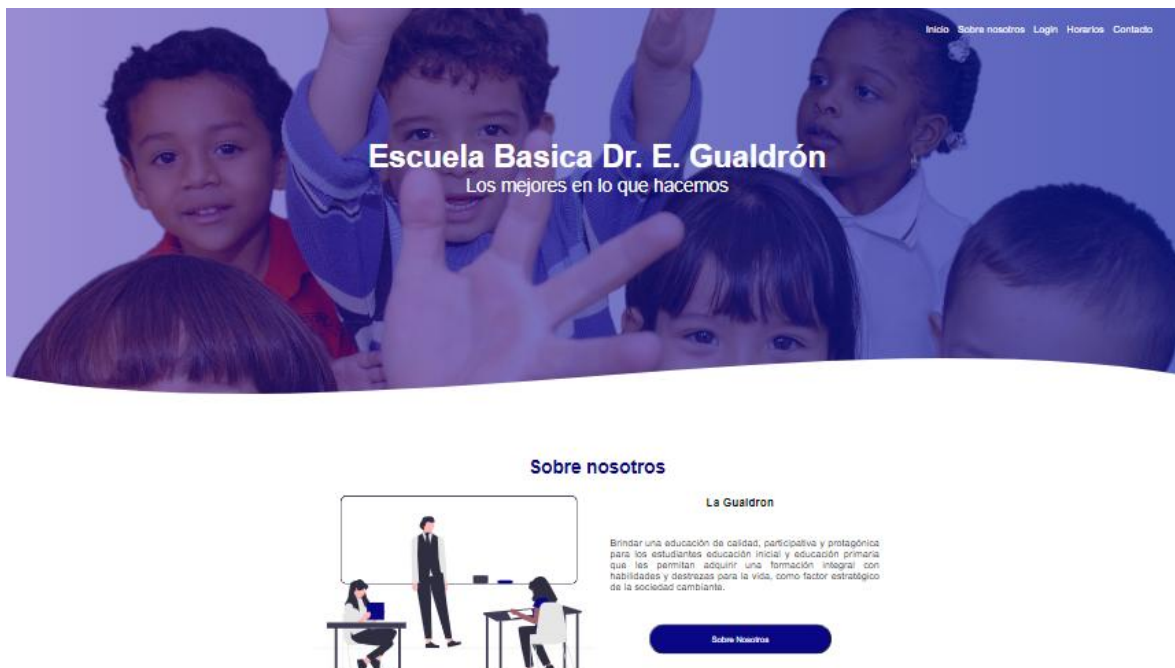 Inicio Sobre nosotros Login Horarios Contacto
Escuela Basica Dr. E. Gualdrón
Los mejores en lo que hacemos
Sobre nosotros
La Gualdron
Brindar una educación de calidad, participativa y protagónica
para los estudiantes educación inicial y educación primaria
que les permitan adquirir una formación integral con
habilidades y destrezas para la vida, como factor estratégico
de la sociedad cambiante.
Sobre Nosotros